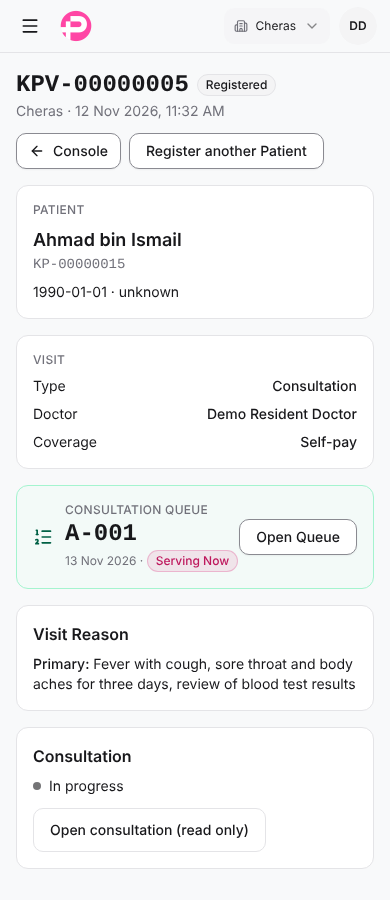 Cheras
DD
KPV-00000005 Registered
Cheras · 12 Nov 2026, 11:32 AM
← Console
Register another Patient
PATIENT
Ahmad bin Ismail
KP-00000015
1990-01-01 · unknown
VISIT
Type Consultation
Doctor Demo Resident Doctor
Coverage Self-pay
CONSULTATION QUEUE
A-001
13 Nov 2026 · Serving Now
Open Queue
Visit Reason
Primary: Fever with cough, sore throat and body
aches for three days, review of blood test results
Consultation
In progress
Open consultation (read only)